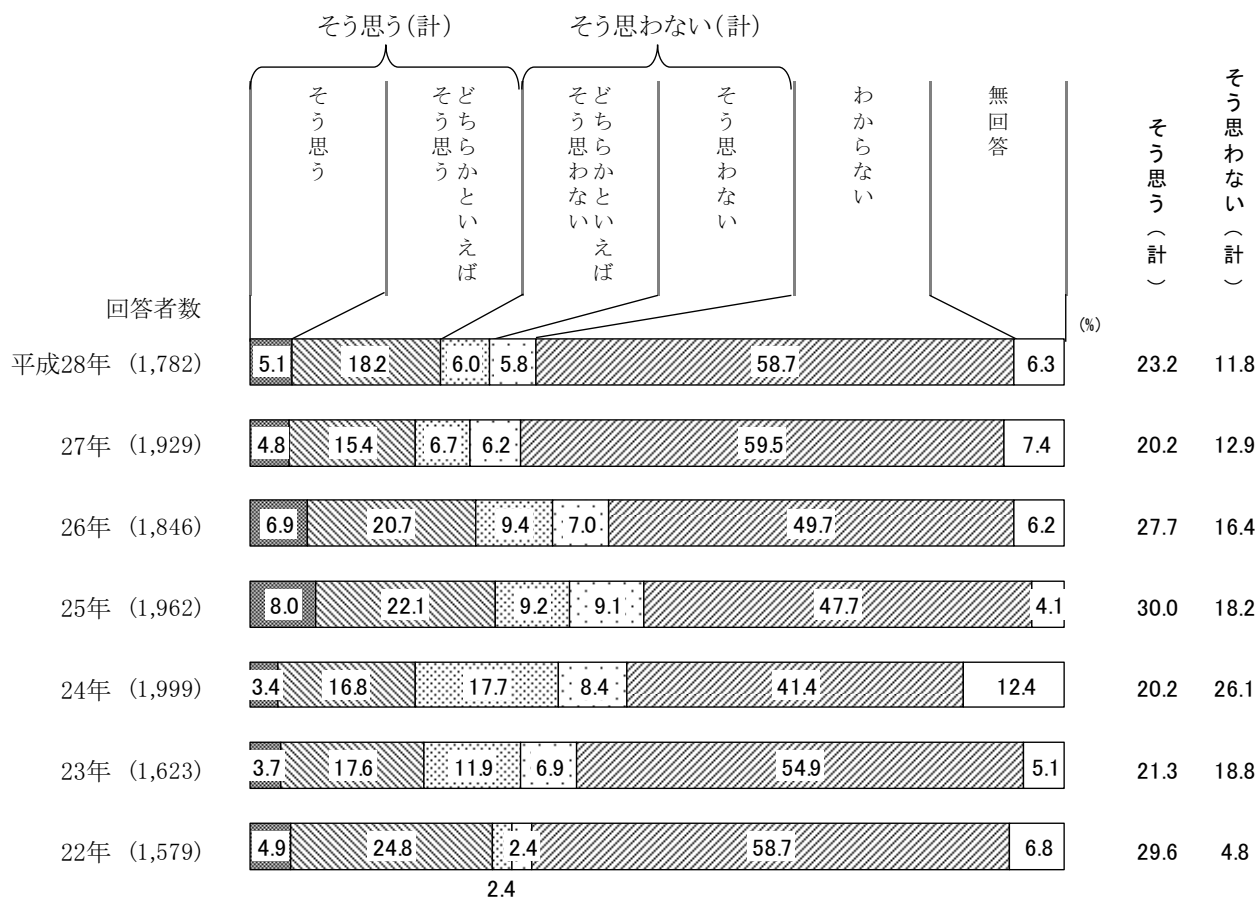 そう思う(計)
そう思わない(計)
そう思う
どちらかといえば
そう思う
どちらかといえば
そう思わない
そう思わない
わからない
無回答
そう思う(計)
そう思わない(計)
回答者数
(%)
平成28年 (1,782) 5.1 18.2 6.0 5.8 58.7 6.3 23.2 11.8
27年 (1,929) 4.8 15.4 6.7 6.2 59.5 7.4 20.2 12.9
26年 (1,846) 6.9 20.7 9.4 7.0 49.7 6.2 27.7 16.4
25年 (1,962) 8.0 22.1 9.2 9.1 47.7 4.1 30.0 18.2
24年 (1,999) 3.4 16.8 17.7 8.4 41.4 12.4 20.2 26.1
23年 (1,623) 3.7 17.6 11.9 6.9 54.9 5.1 21.3 18.8
22年 (1,579) 4.9 24.8 2.4 58.7 6.8 29.6 4.8
2.4